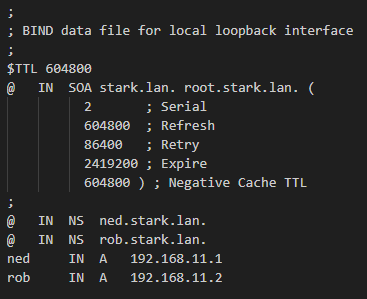 ;
; BIND data file for local loopback interface
;
$TTL 604800
@   IN  SOA stark.lan. root.stark.lan. (
          2       ; Serial
          604800  ; Refresh
          86400   ; Retry
          2419200 ; Expire
          604800 ) ; Negative Cache TTL
;
@   IN  NS  ned.stark.lan.
@   IN  NS  rob.stark.lan.
ned     IN  A   192.168.11.1
rob     IN  A   192.168.11.2